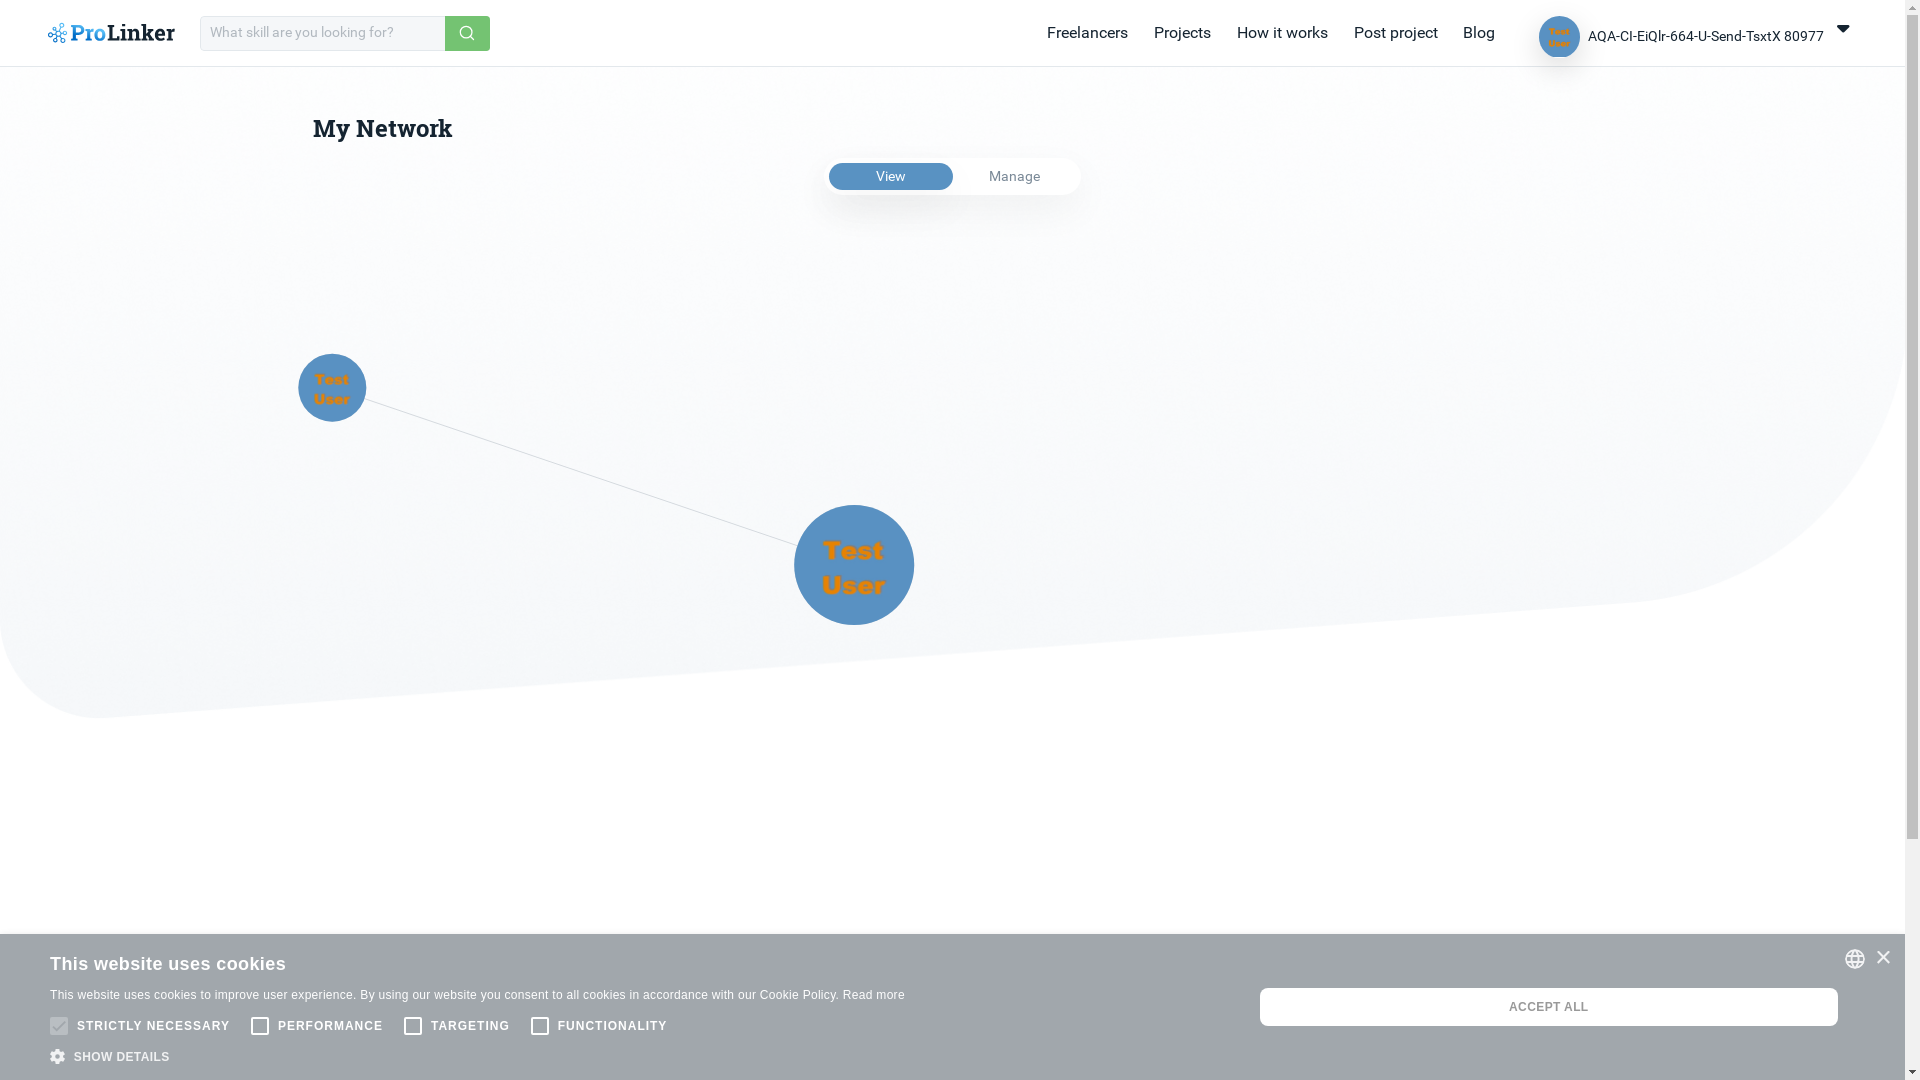 ProLinker
What skill are you looking for?
Freelancers
Projects
How it works
Post project
Blog
Test
User
AQA-CI-EiQlr-664-U-Send-TsxtX 80977
My Network
View
Manage
Test
User
Test
User
This website uses cookies
This website uses cookies to improve user experience. By using our website you consent to all cookies in accordance with our Cookie Policy. Read more
STRICTLY NECESSARY
PERFORMANCE
TARGETING
FUNCTIONALITY
SHOW DETAILS
ACCEPT ALL